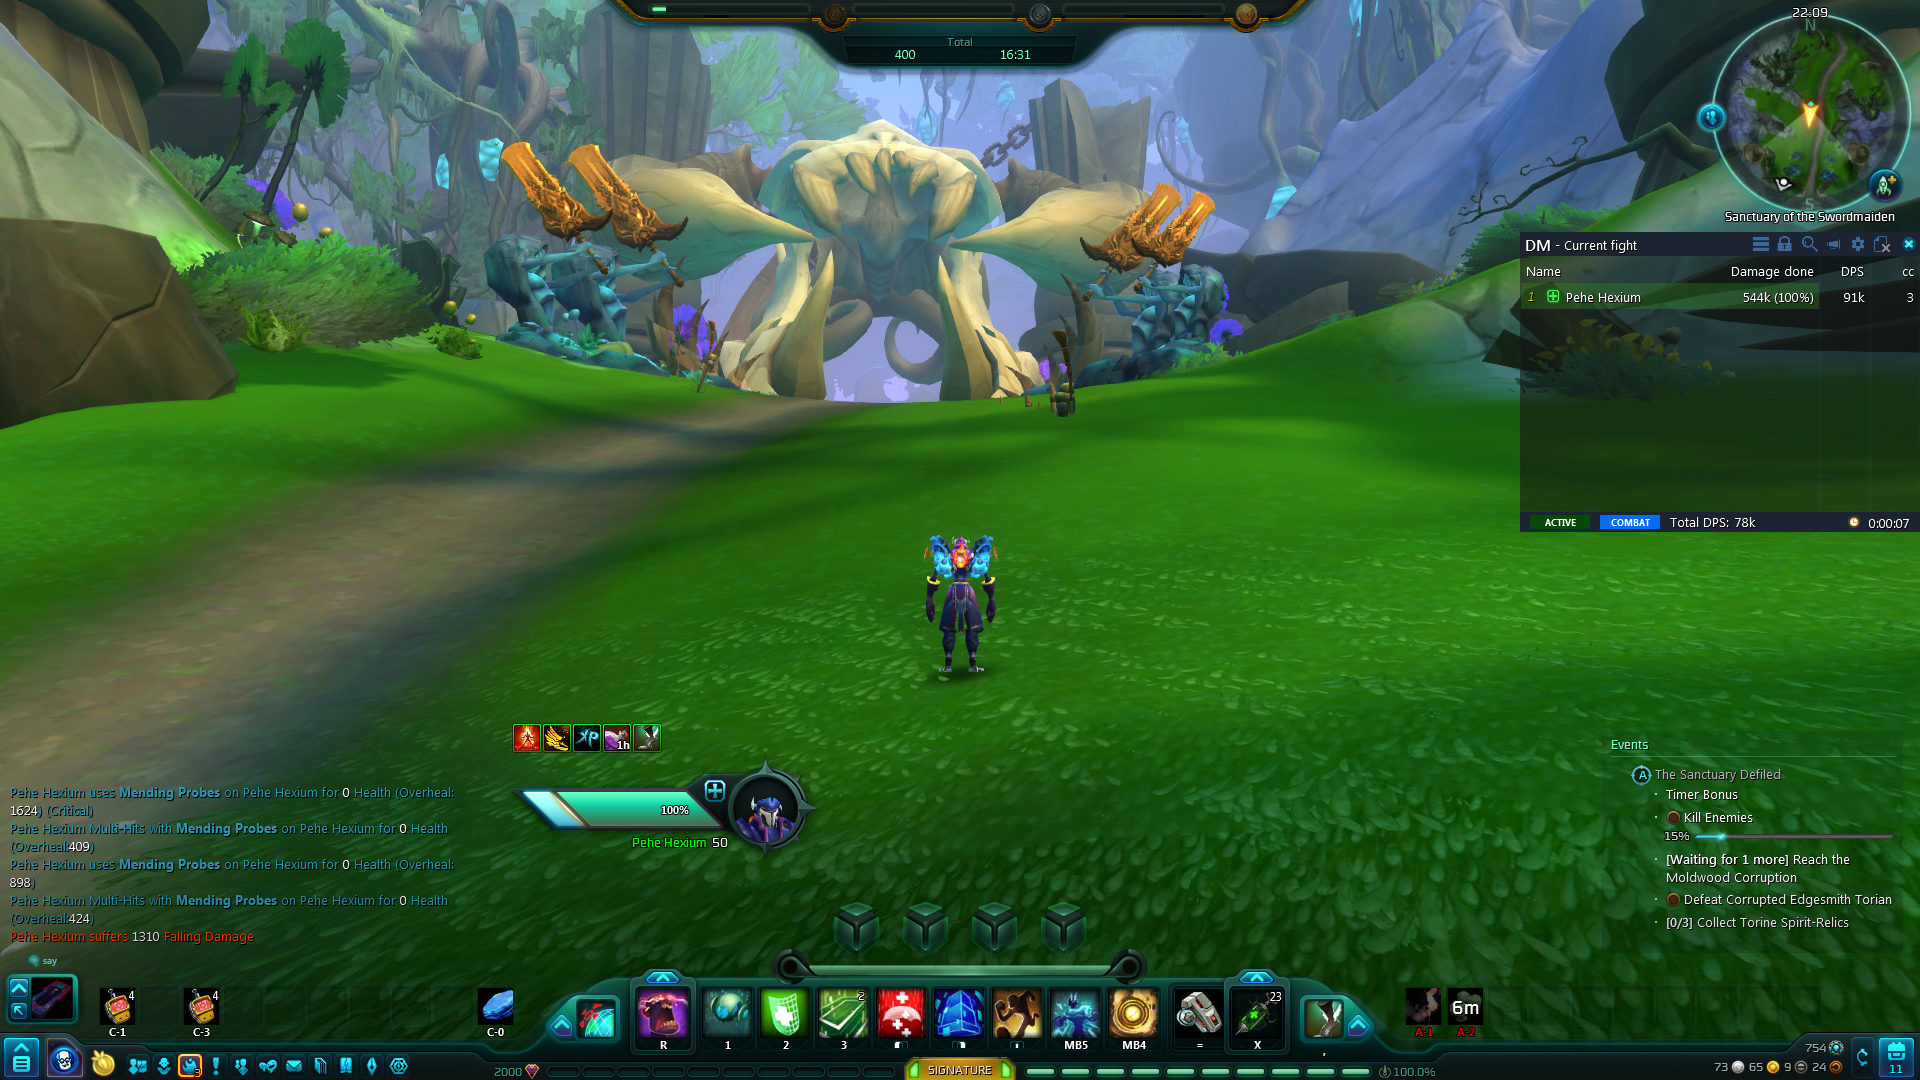 Total
400 16:31
22:09
N
S
Sanctuary of the Swordmaiden
DM - Current fight
Name Damage done DPS cc
1 Pehe Hexium 544k (100%) 91k 3
ACTIVE COMBAT Total DPS: 78k 0:00:07
Events
A The Sanctuary Defiled
Timer Bonus
Kill Enemies
15%
[Waiting for 1 more] Reach the
Moldwood Corruption
Defeat Corrupted Edgesmith Torian
[0/3] Collect Torine Spirit-Relics
XP 1h
100%
Pehe Hexium 50
Pehe Hexium uses Mending Probes on Pehe Hexium for 0 Health (Overheal:
1624) (Critical)
Pehe Hexium Multi-Hits with Mending Probes on Pehe Hexium for 0 Health
(Overheal:409)
Pehe Hexium uses Mending Probes on Pehe Hexium for 0 Health (Overheal:
898)
Pehe Hexium Multi-Hits with Mending Probes on Pehe Hexium for 0 Health
(Overheal:424)
Pehe Hexium suffers 1310 Falling Damage
say
4 4 2 23 6m
C-1 C-3 C-0 R 1 2 3 MB5 MB4 = X A-1 A-2
3
2000 SIGNATURE 100.0%
754
73 65 9 24
11